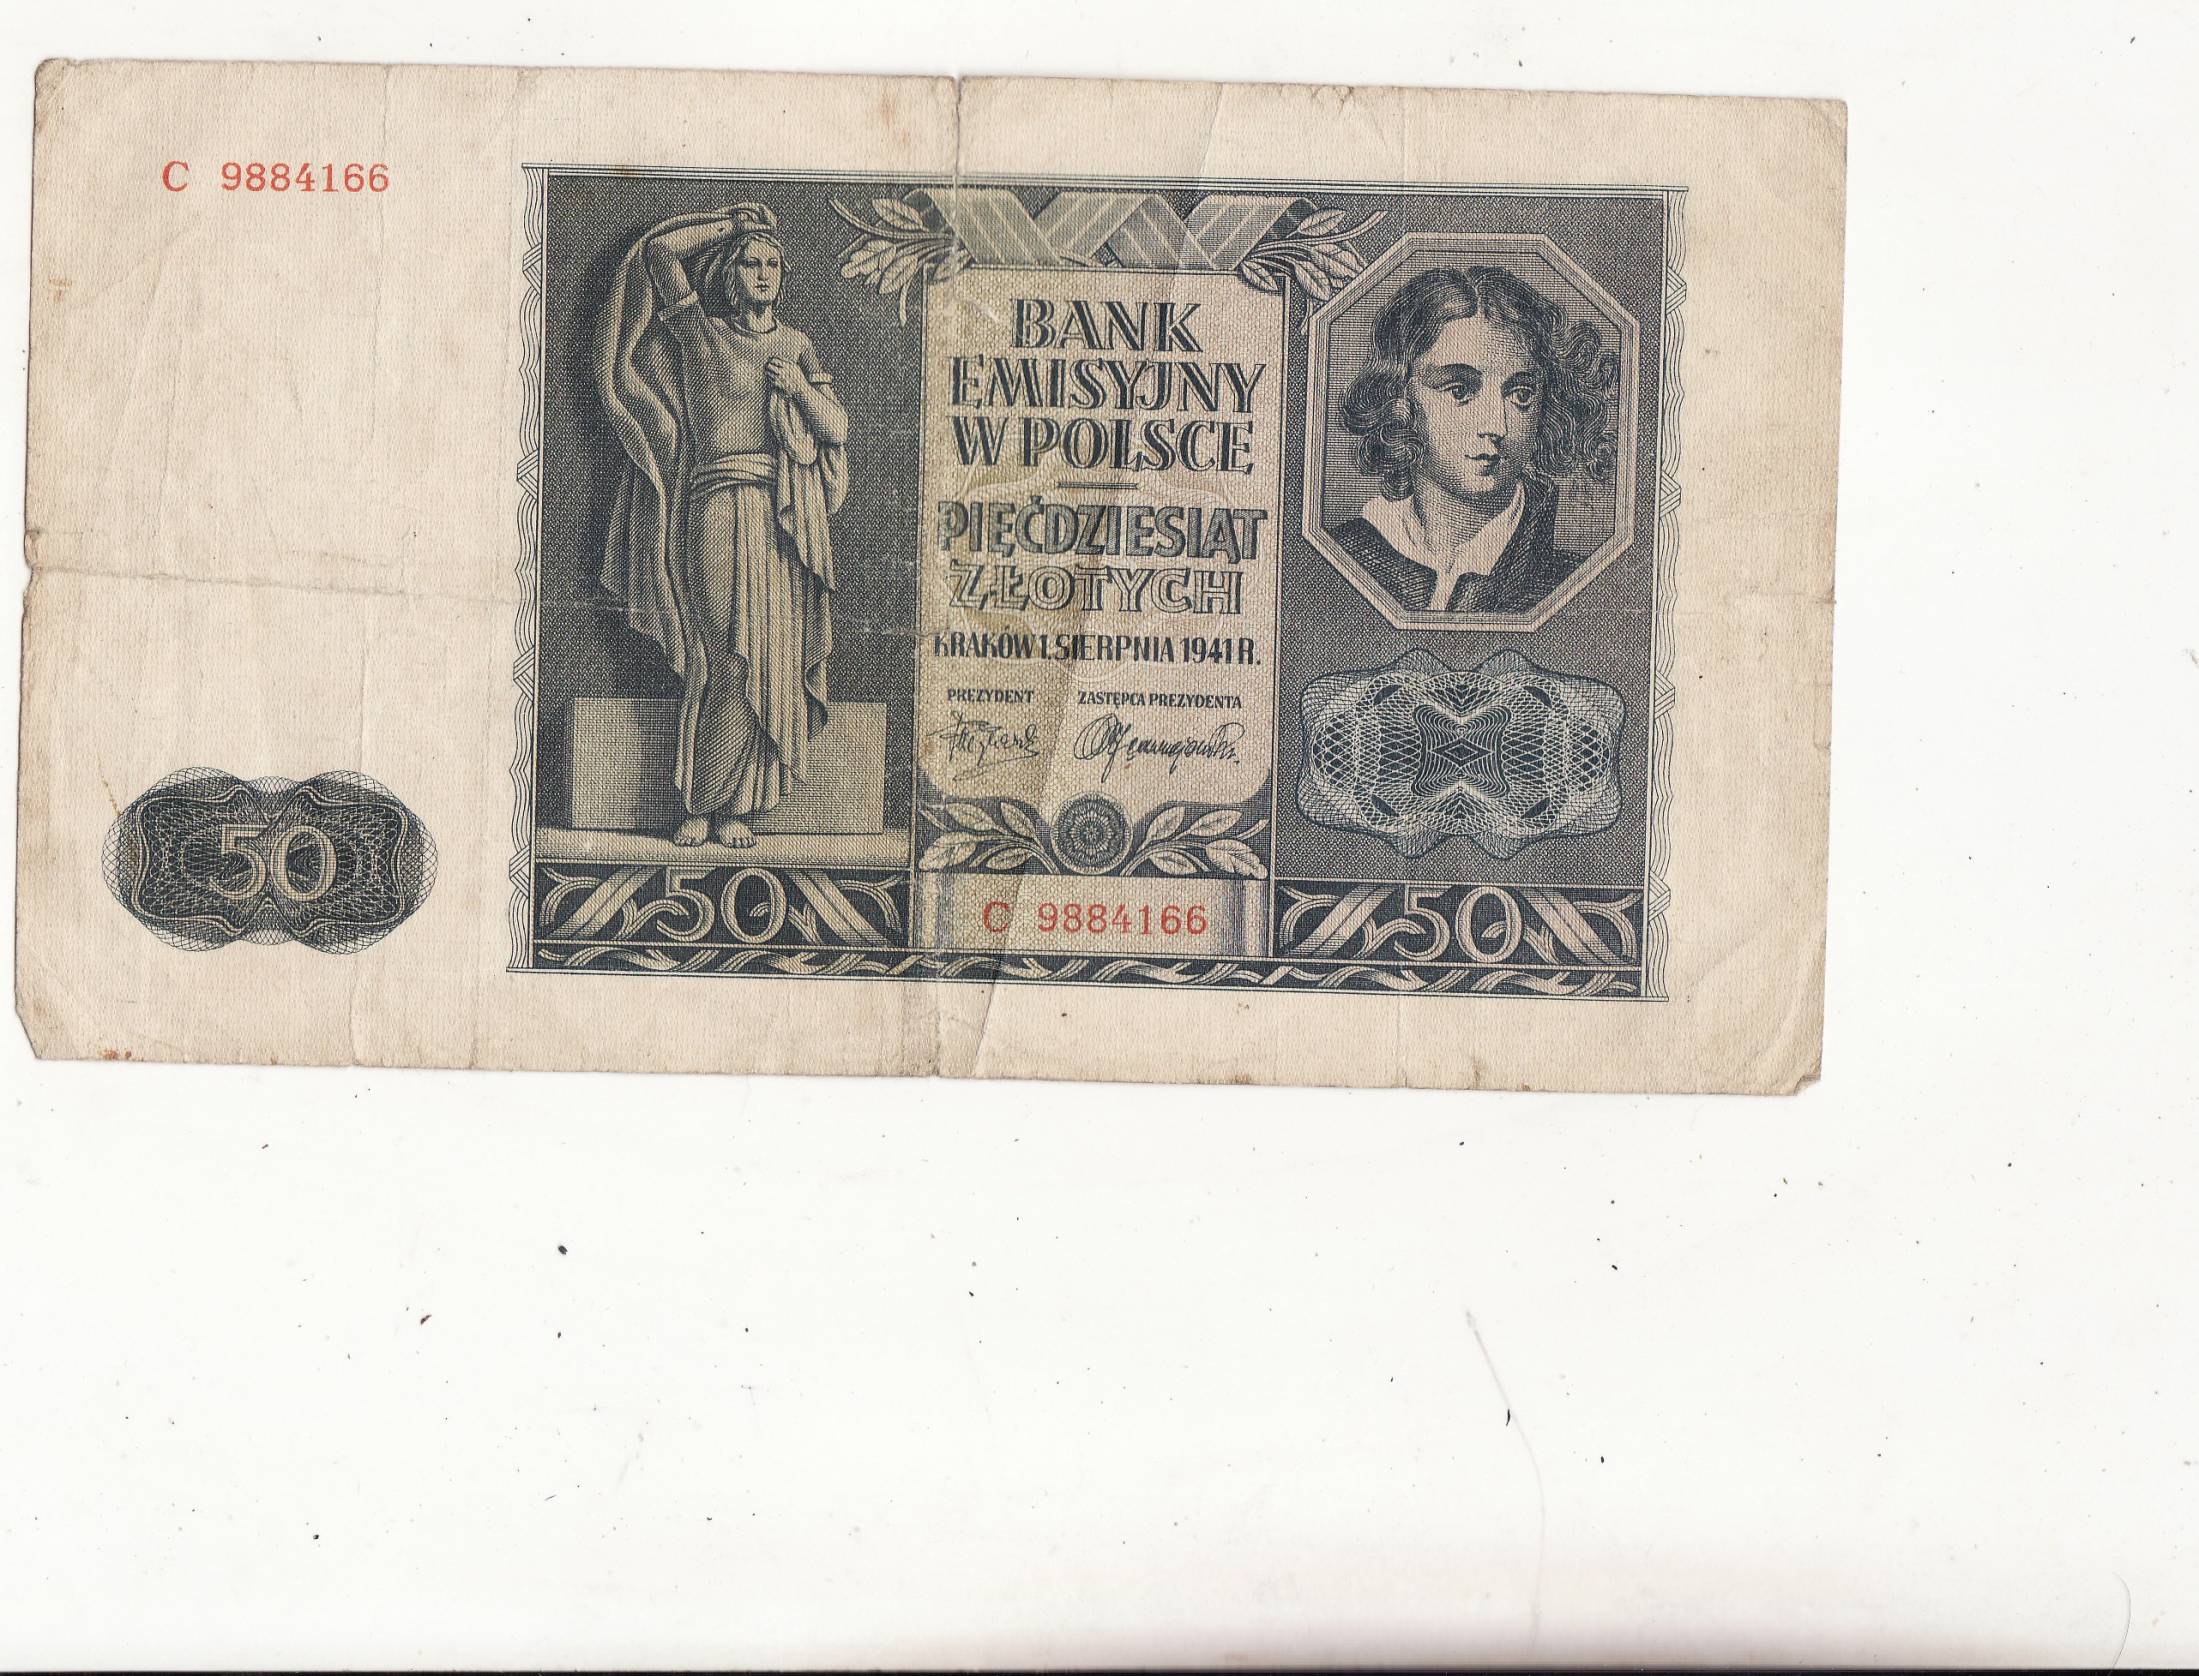 C 9884166
BANK
EMISYJNY
W POLSCE
PIĘĆDZIESIĄT
ZŁOTYCH
KRAKÓW 1. SIERPNIA 1941 R.
PREZYDENT ZASTĘPCA PREZYDENTA
50
50
C 9884166
50